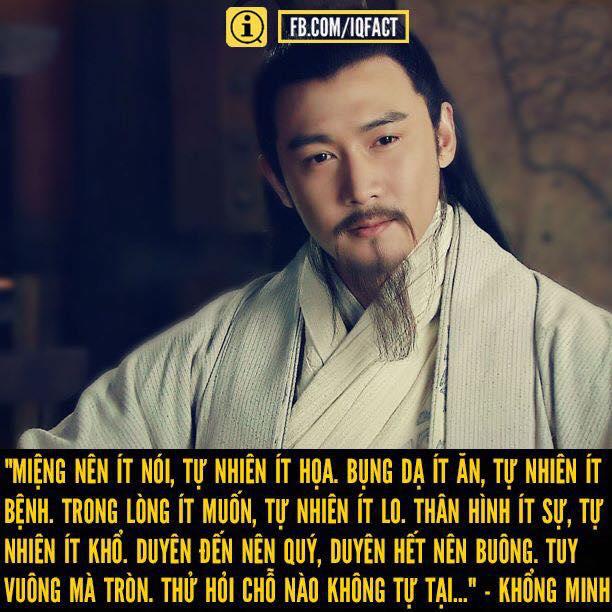 FB.COM/IQFACT
"MIỆNG NÊN ÍT NÓI, TỰ NHIÊN ÍT HỌA. BỤNG DẠ ÍT ĂN, TỰ NHIÊN ÍT
BỆNH. TRONG LÒNG ÍT MUỐN, TỰ NHIÊN ÍT LO. THÂN HÌNH ÍT SỰ, TỰ
NHIÊN ÍT KHỔ. DUYÊN ĐẾN NÊN QUÝ, DUYÊN HẾT NÊN BUÔNG. TUY
VUÔNG MÀ TRÒN. THỬ HỎI CHỖ NÀO KHÔNG TỰ TẠI..." - KHỔNG MINH